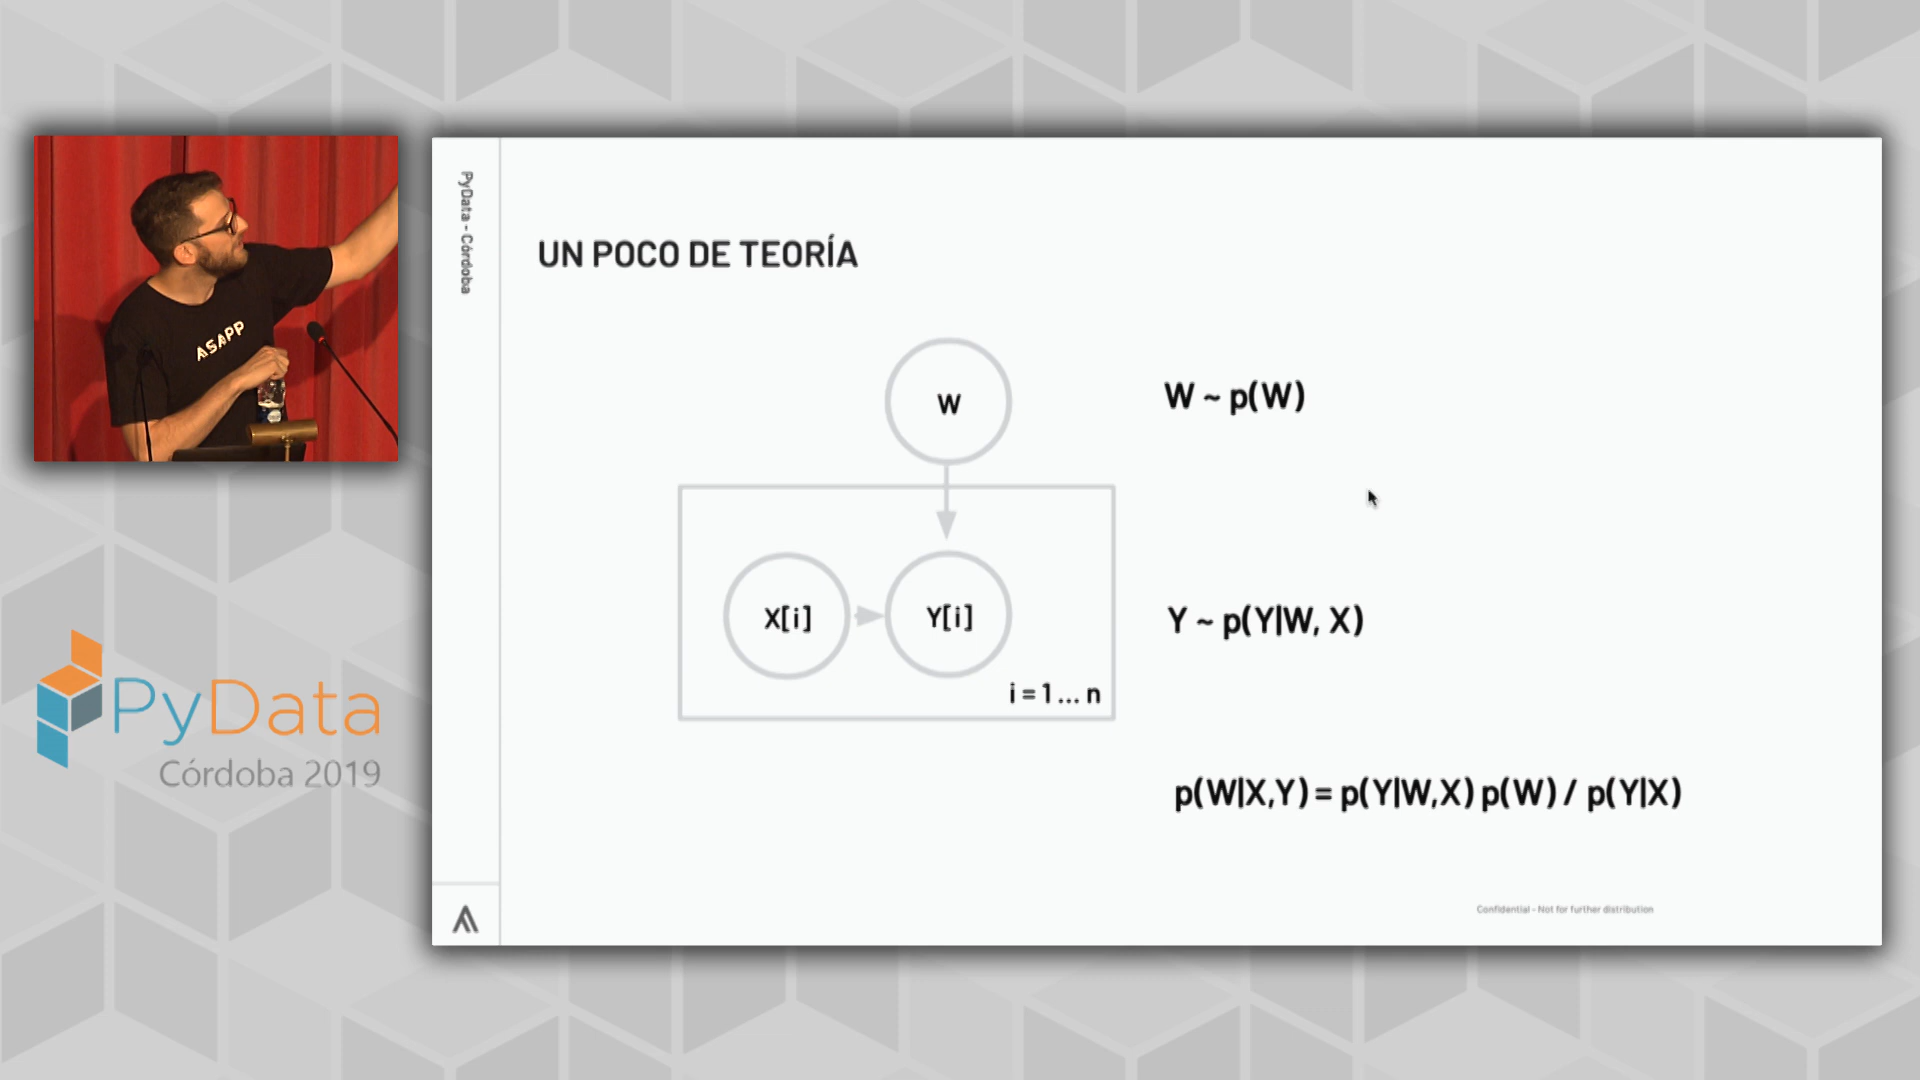 ASAPP
PyData - Córdoba
UN POCO DE TEORÍA
W
W ~ p(W)
X[i]
Y[i]
i = 1 ... n
Y ~ p(Y|W, X)
p(W|X,Y) = p(Y|W,X) p(W) / p(Y|X)
Confidential - Not for further distribution
PyData
Córdoba 2019